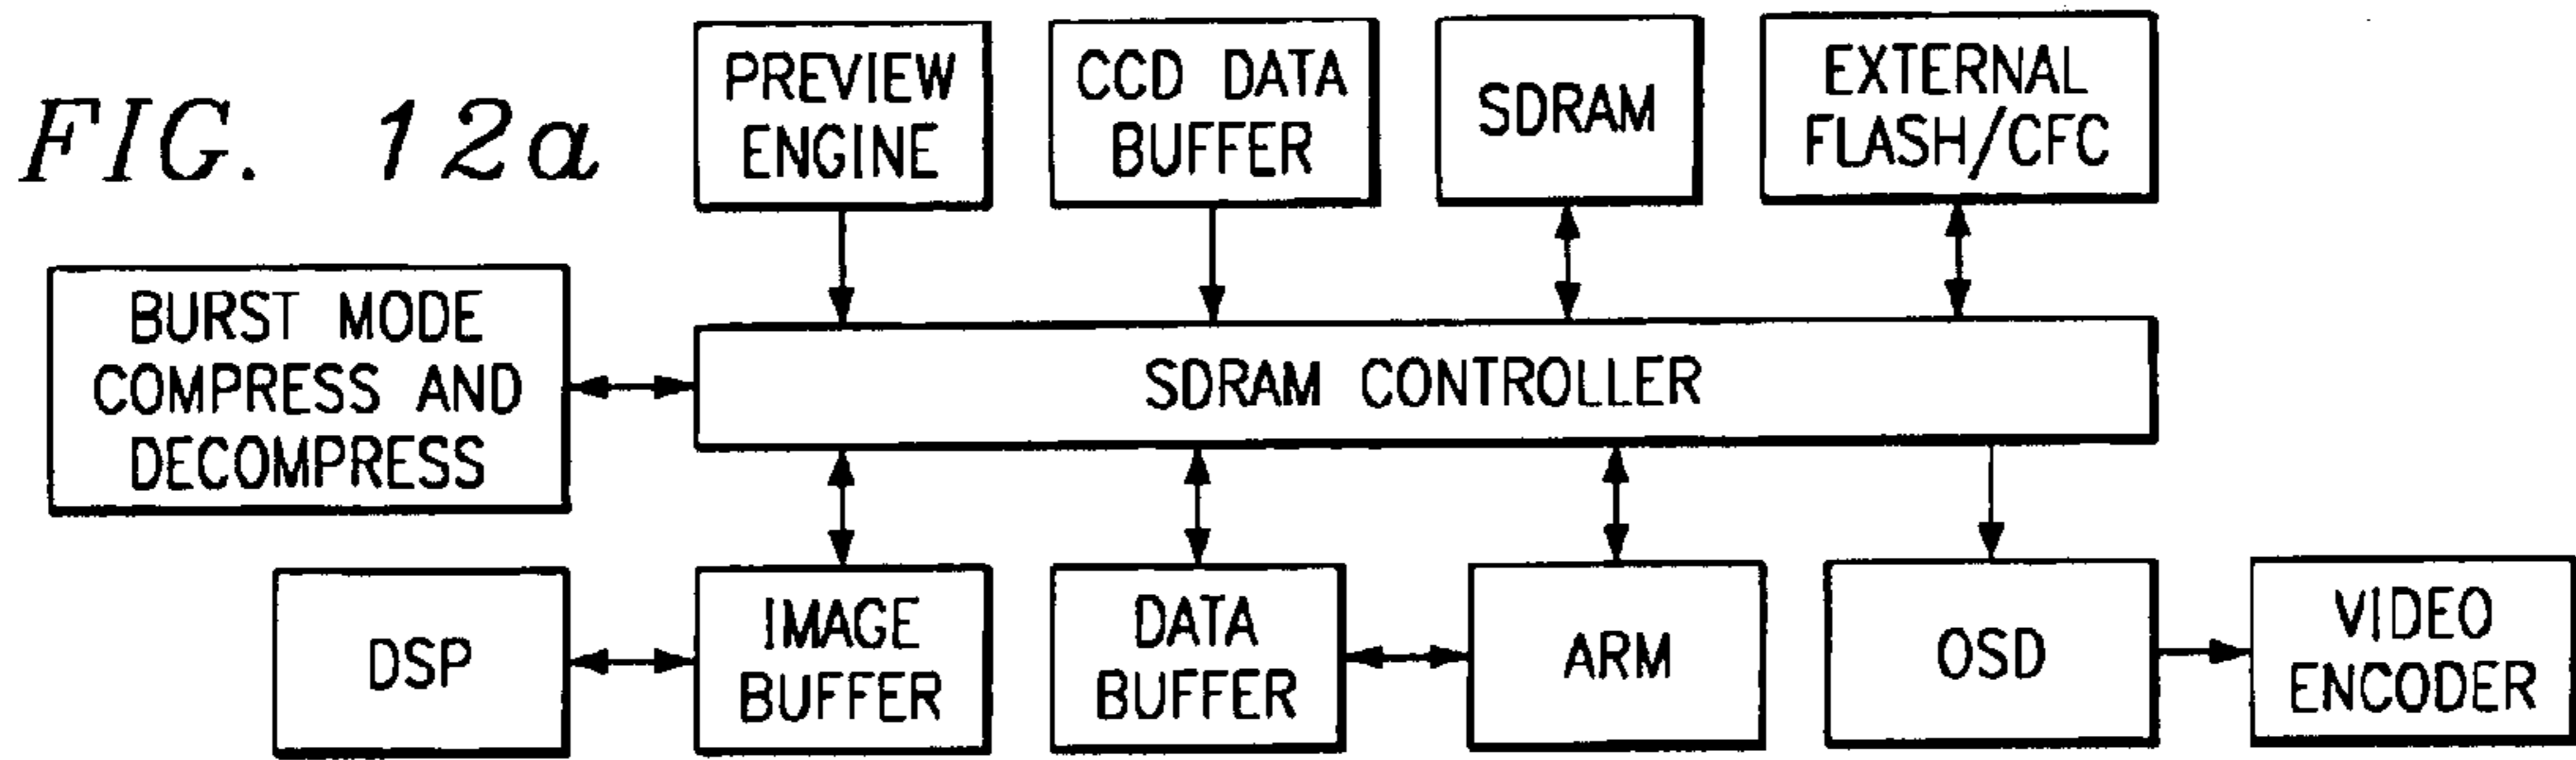 FIG. 12a
PREVIEW
ENGINE
CCD DATA
BUFFER
SDRAM
EXTERNAL
FLASH/CFC
BURST MODE
COMPRESS AND
DECOMPRESS
SDRAM CONTROLLER
DSP
IMAGE
BUFFER
DATA
BUFFER
ARM
OSD
VIDEO
ENCODER